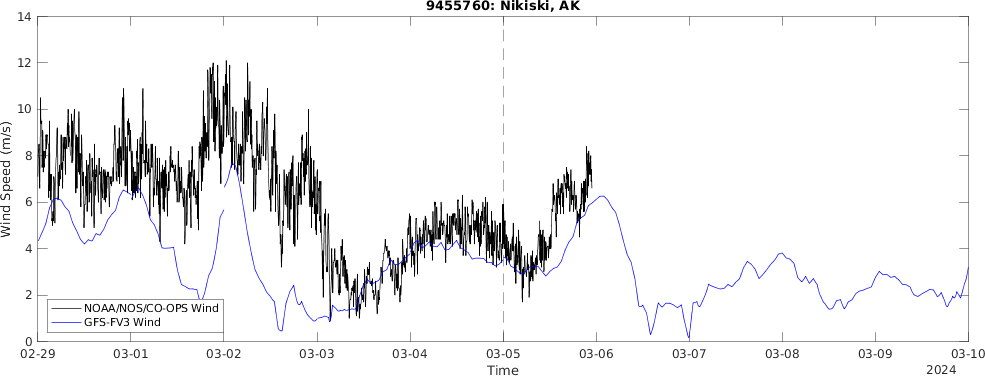 9455760: Nikiski, AK
14
12
10
8
6
4
2
0
Wind Speed (m/s)
NOAA/NOS/CO-OPS Wind
GFS-FV3 Wind
02-29 03-01 03-02 03-03 03-04 03-05 03-06 03-07 03-08 03-09 03-10
Time
2024